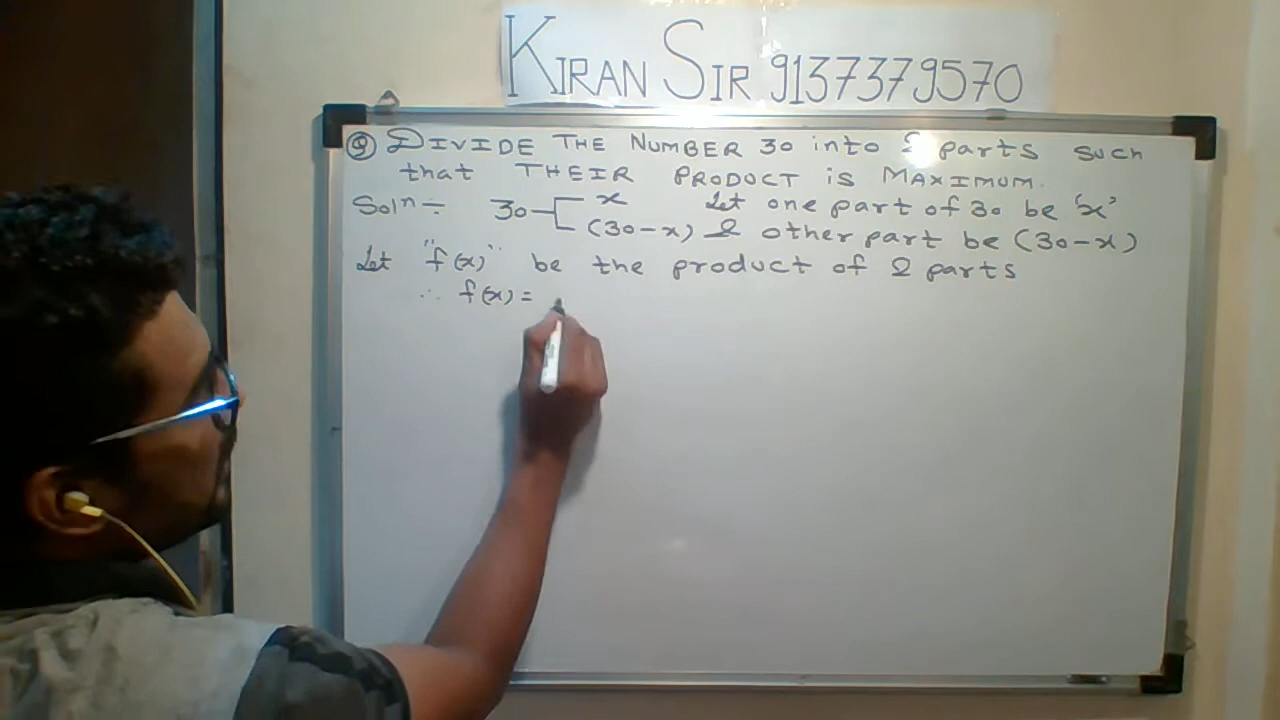 KIRAN SIR 9137379570
⑨ DIVIDE THE NUMBER 30 into 2 parts such
that THEIR PRODUCT is MAXIMUM.
Solⁿ ÷ 30 x Let one part of 30 be 'x'
(30-x) & other part be (30-x)
Let "f(x)" be the product of 2 parts
∴ f(x) =